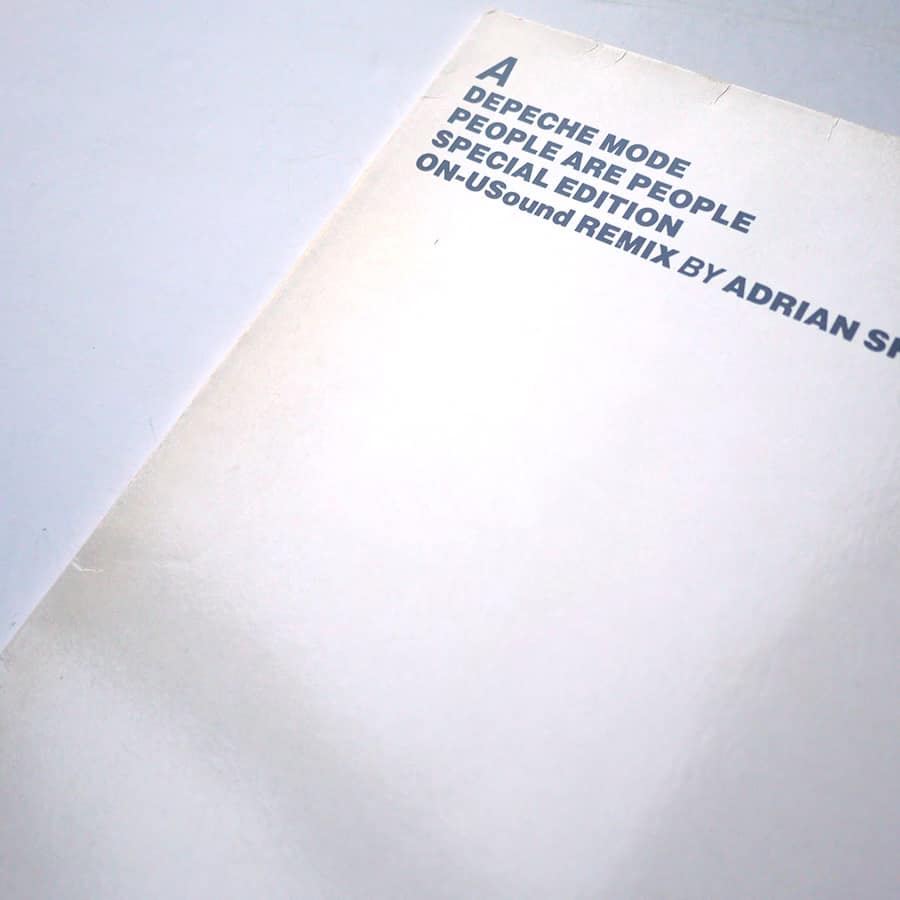 A
DEPECHE MODE
PEOPLE ARE PEOPLE
SPECIAL EDITION
ON-USound REMIX BY ADRIAN